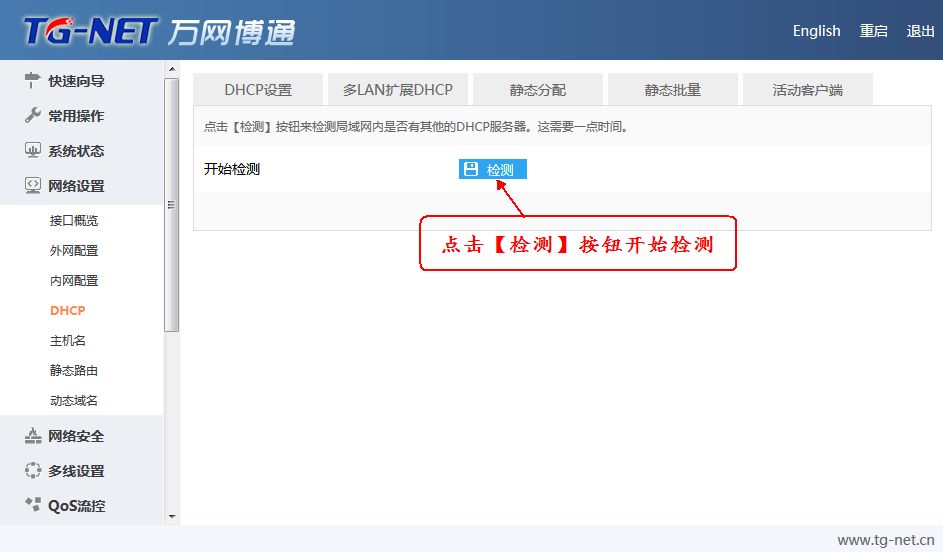 TG-NET 万网博通
English 重启 退出
快速向导
常用操作
系统状态
网络设置
接口概览
外网配置
内网配置
DHCP
主机名
静态路由
动态域名
网络安全
多线设置
QoS流控
DHCP设置 多LAN扩展DHCP 静态分配 静态批量 活动客户端
点击【检测】按钮来检测局域网内是否有其他的DHCP服务器。这需要一点时间。
开始检测 检测
点击【检测】按钮开始检测
www.tg-net.cn